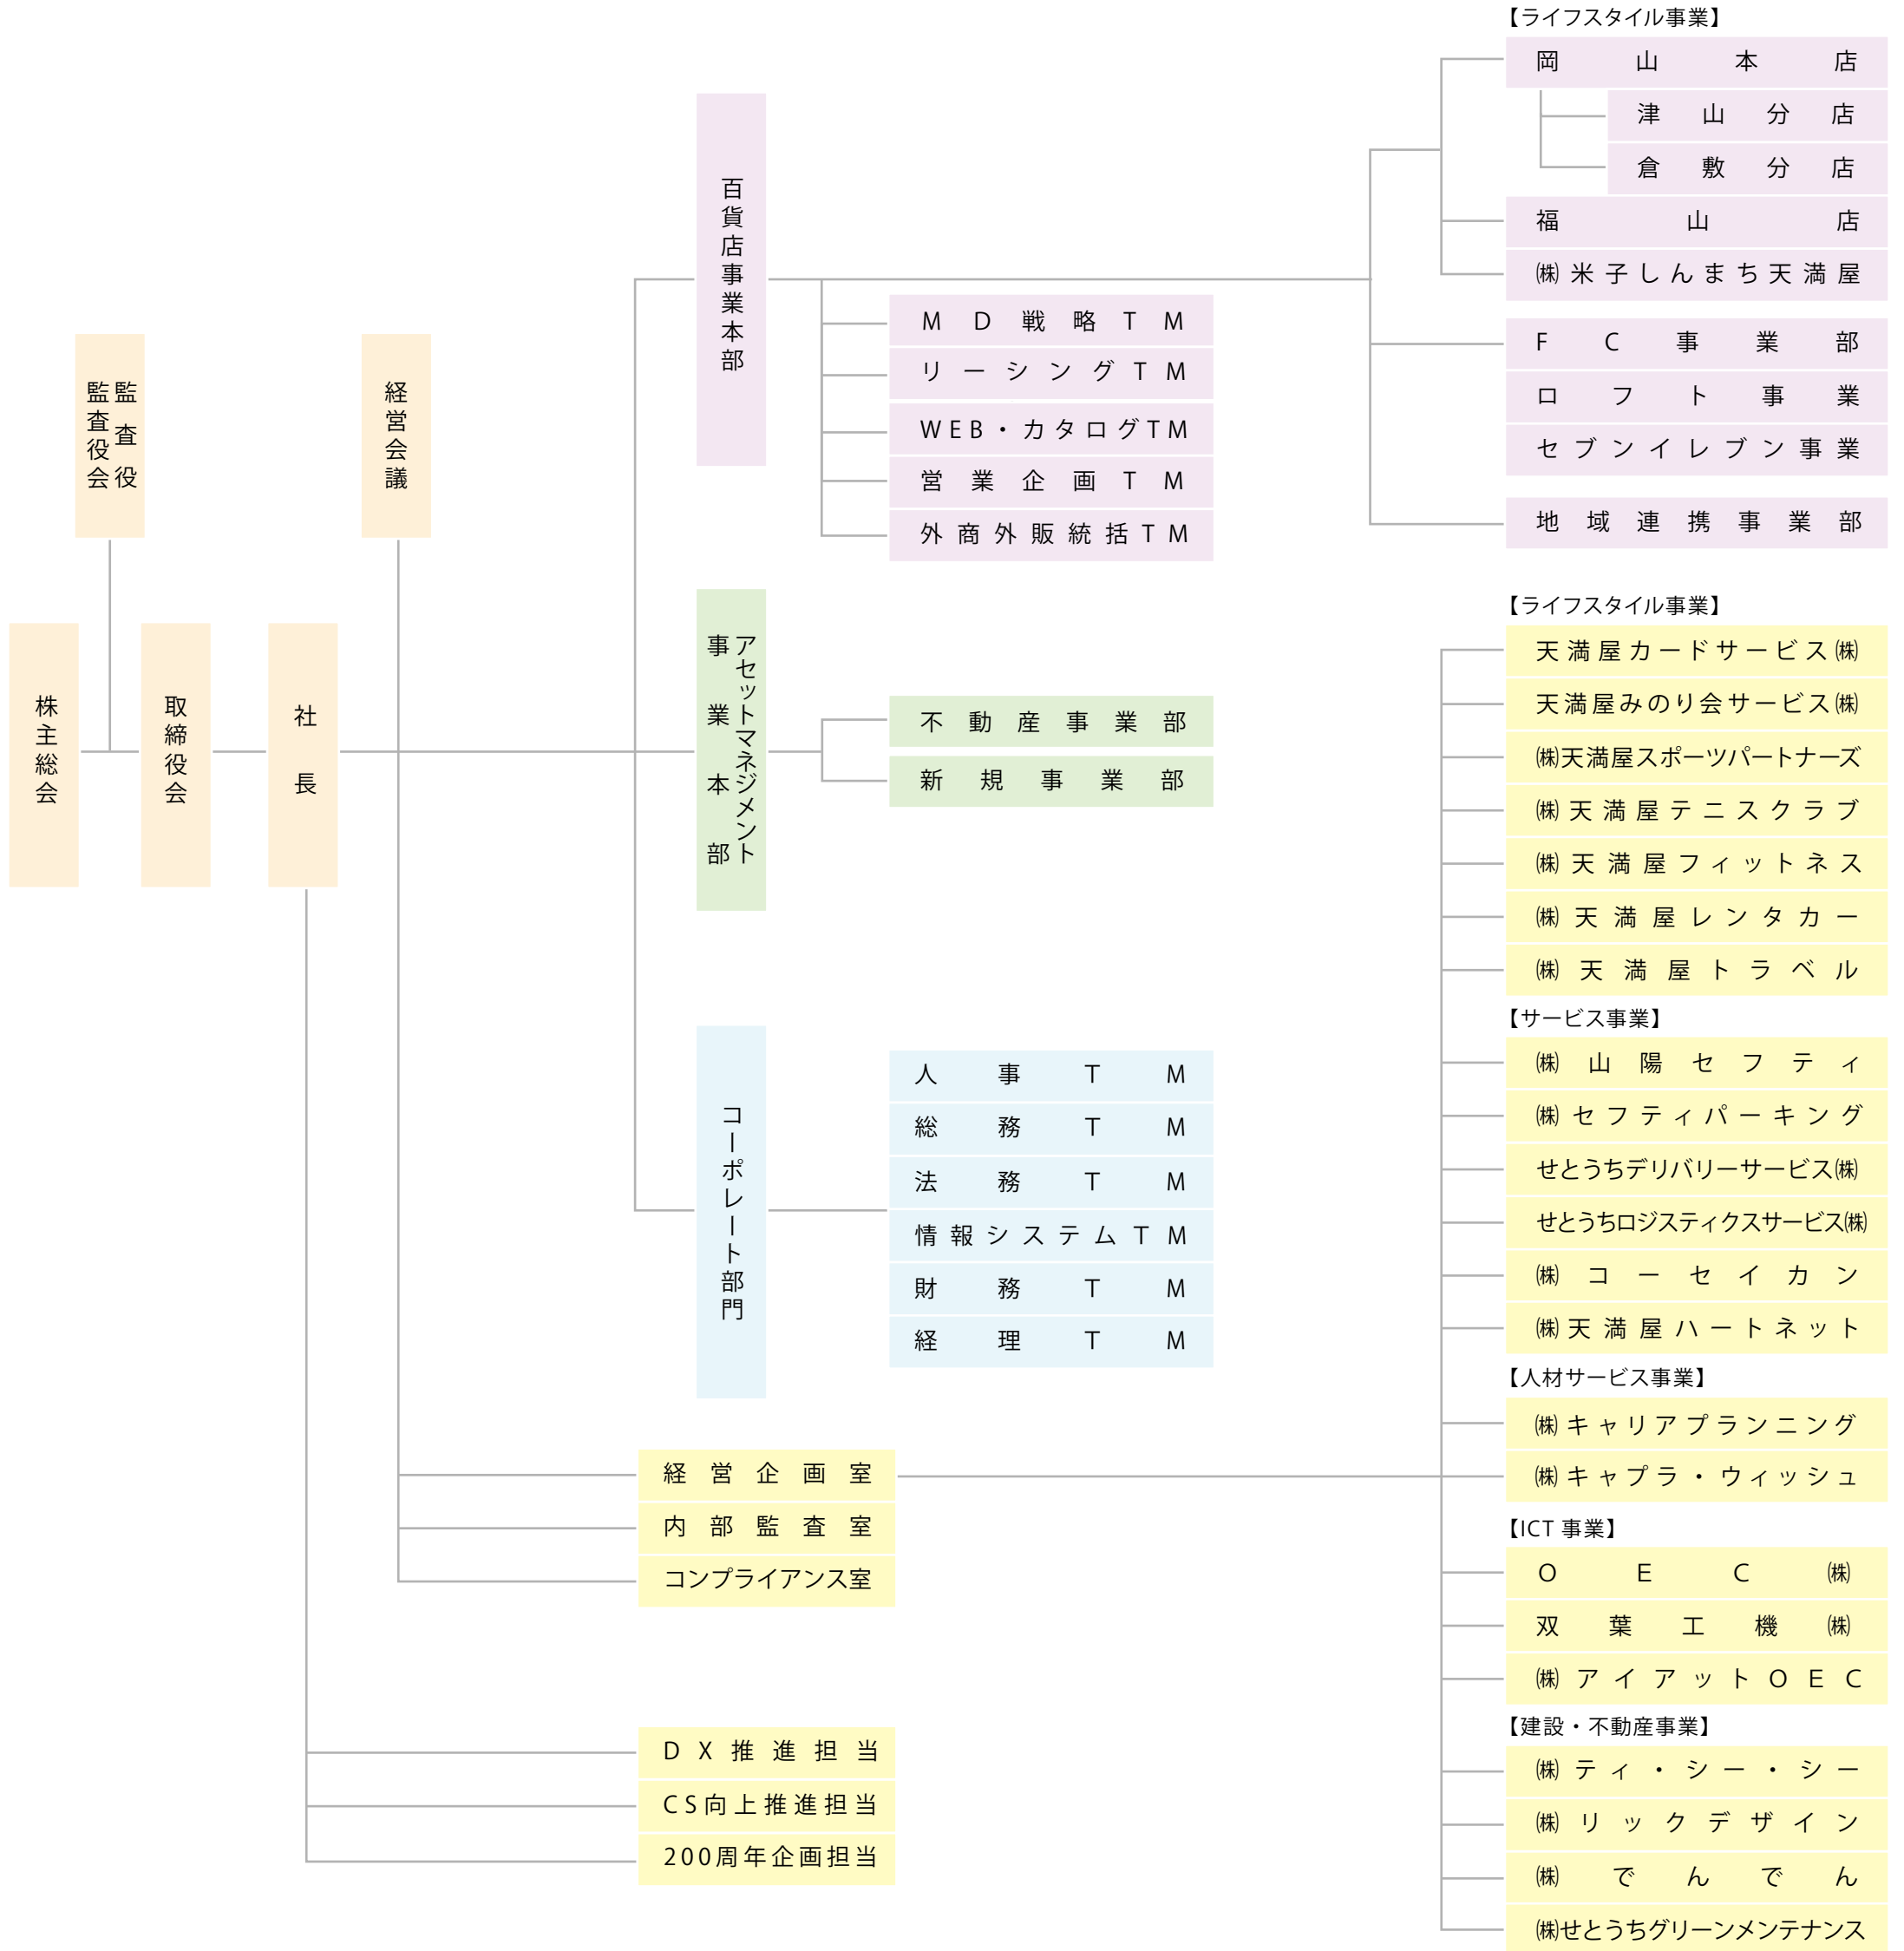 株主総会
監査役
監査役会
取締役会
社長
経営会議
百貨店事業本部
MD戦略TM
リーシングTM
WEB・カタログTM
営業企画TM
外商外販統括TM
アセットマネジメント
事業本部
不動産事業部
新規事業部
コーポレート部門
人事TM
総務TM
法務TM
情報システムTM
財務TM
経理TM
経営企画室
内部監査室
コンプライアンス室
DX推進担当
CS向上推進担当
200周年企画担当
【ライフスタイル事業】
岡山本店
津山分店
倉敷分店
福山店
㈱米子しんまち天満屋
FC事業部
ロフト事業
セブンイレブン事業
地域連携事業部
【ライフスタイル事業】
天満屋カードサービス㈱
天満屋みのり会サービス㈱
㈱天満屋スポーツパートナーズ
㈱天満屋テニスクラブ
㈱天満屋フィットネス
㈱天満屋レンタカー
㈱天満屋トラベル
【サービス事業】
㈱山陽セフティ
㈱セフティパーキング
せとうちデリバリーサービス㈱
せとうちロジスティクスサービス㈱
㈱コーセイカン
㈱天満屋ハートネット
【人材サービス事業】
㈱キャリアプランニング
㈱キャプラ・ウィッシュ
【ICT 事業】
OEC㈱
双葉工機㈱
㈱アイアットOEC
【建設・不動産事業】
㈱ティ・シー・シー
㈱リックデザイン
㈱でんでん
㈱せとうちグリーンメンテナンス